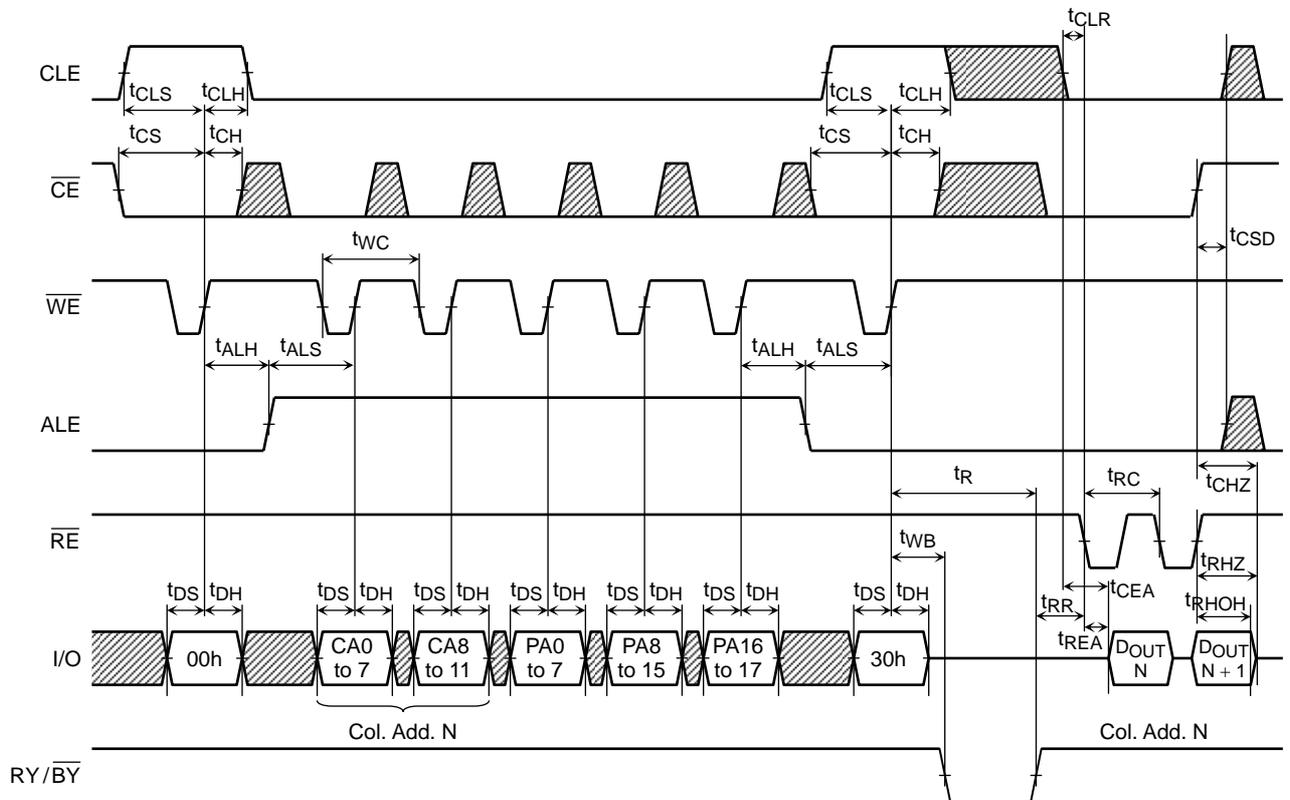 tCLR
CLE
tCLS tCLH tCLS tCLH
tCS tCH tCS tCH
CE
tCSD
tWC
WE
tALH tALS tALH tALS
ALE
tR tRC tCHZ
RE
tWB
tRHZ
tDS tDH tDS tDH tDS tDH tDS tDH tDS tDH tDS tDH tDS tDH
tCEA
tRR tRHOH
tREA
I/O
00h
CA0
to 7
CA8
to 11
PA0
to 7
PA8
to 15
PA16
to 17
30h
DOUT
N
DOUT
N + 1
Col. Add. N Col. Add. N
RY/BY